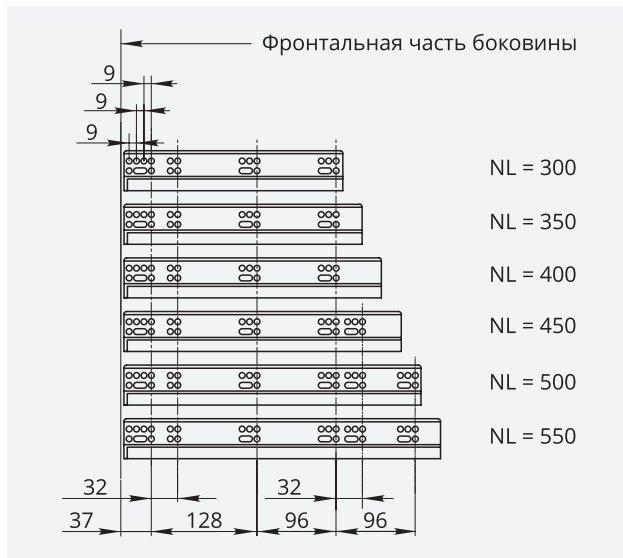 Фронтальная часть боковины
9
9
9
NL = 300
NL = 350
NL = 400
NL = 450
NL = 500
NL = 550
32 32
37 128 96 96